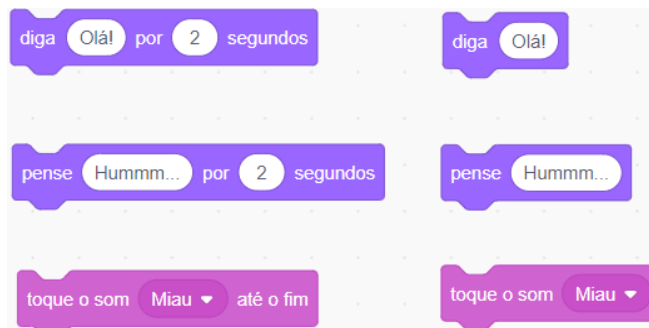 diga Olá! por 2 segundos
diga Olá!
pense Hummm... por 2 segundos
pense Hummm...
toque o som Miau até o fim
toque o som Miau